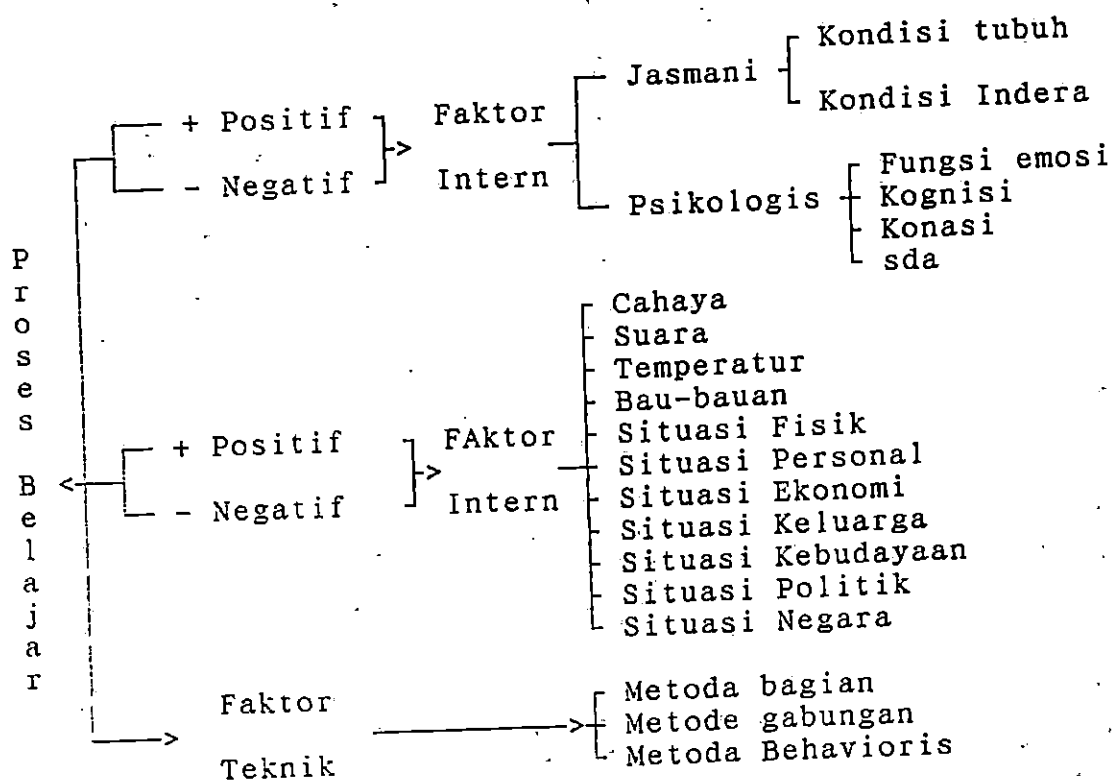 Proses Belajar
+ Positif
- Negatif
Faktor
Intern
Jasmani
Kondisi tubuh
Kondisi Indera
Psikologis
Fungsi emosi
Kognisi
Konasi
sda
+ Positif
- Negatif
FAktor
Intern
Cahaya
Suara
Temperatur
Bau-bauan
Situasi Fisik
Situasi Personal
Situasi Ekonomi
Situasi Keluarga
Situasi Kebudayaan
Situasi Politik
Situasi Negara
Faktor
Teknik
Metoda bagian
Metode gabungan
Metoda Behavioris